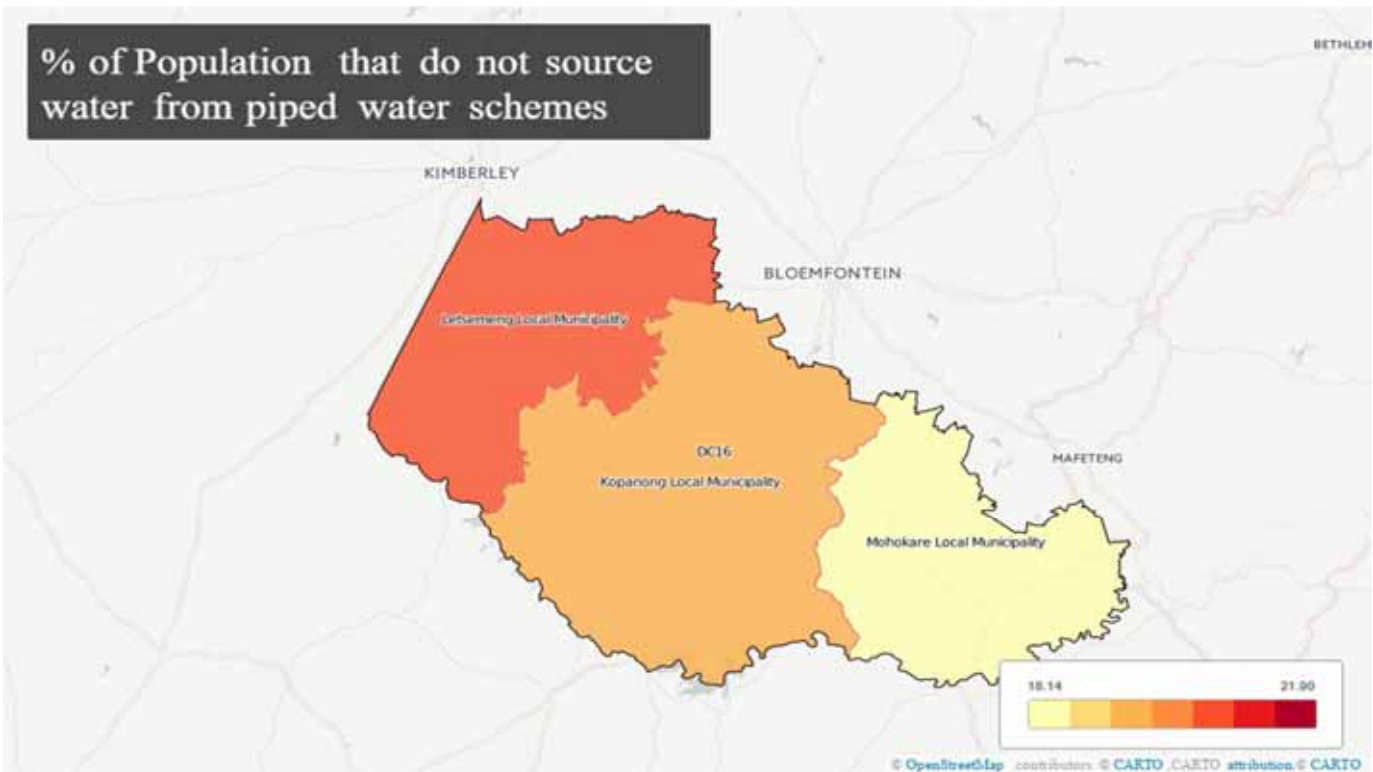 % of Population that do not source
water from piped water schemes
BETHLEH
KIMBERLEY
BLOEMFONTEIN
Letsemeng Local Municipality
DC16
Kopanong Local Municipality
MAFETENG
Mohokare Local Municipality
18.14 21.90
© OpenStreetMap contributors © CARTO ,CARTO attribution,© CARTO